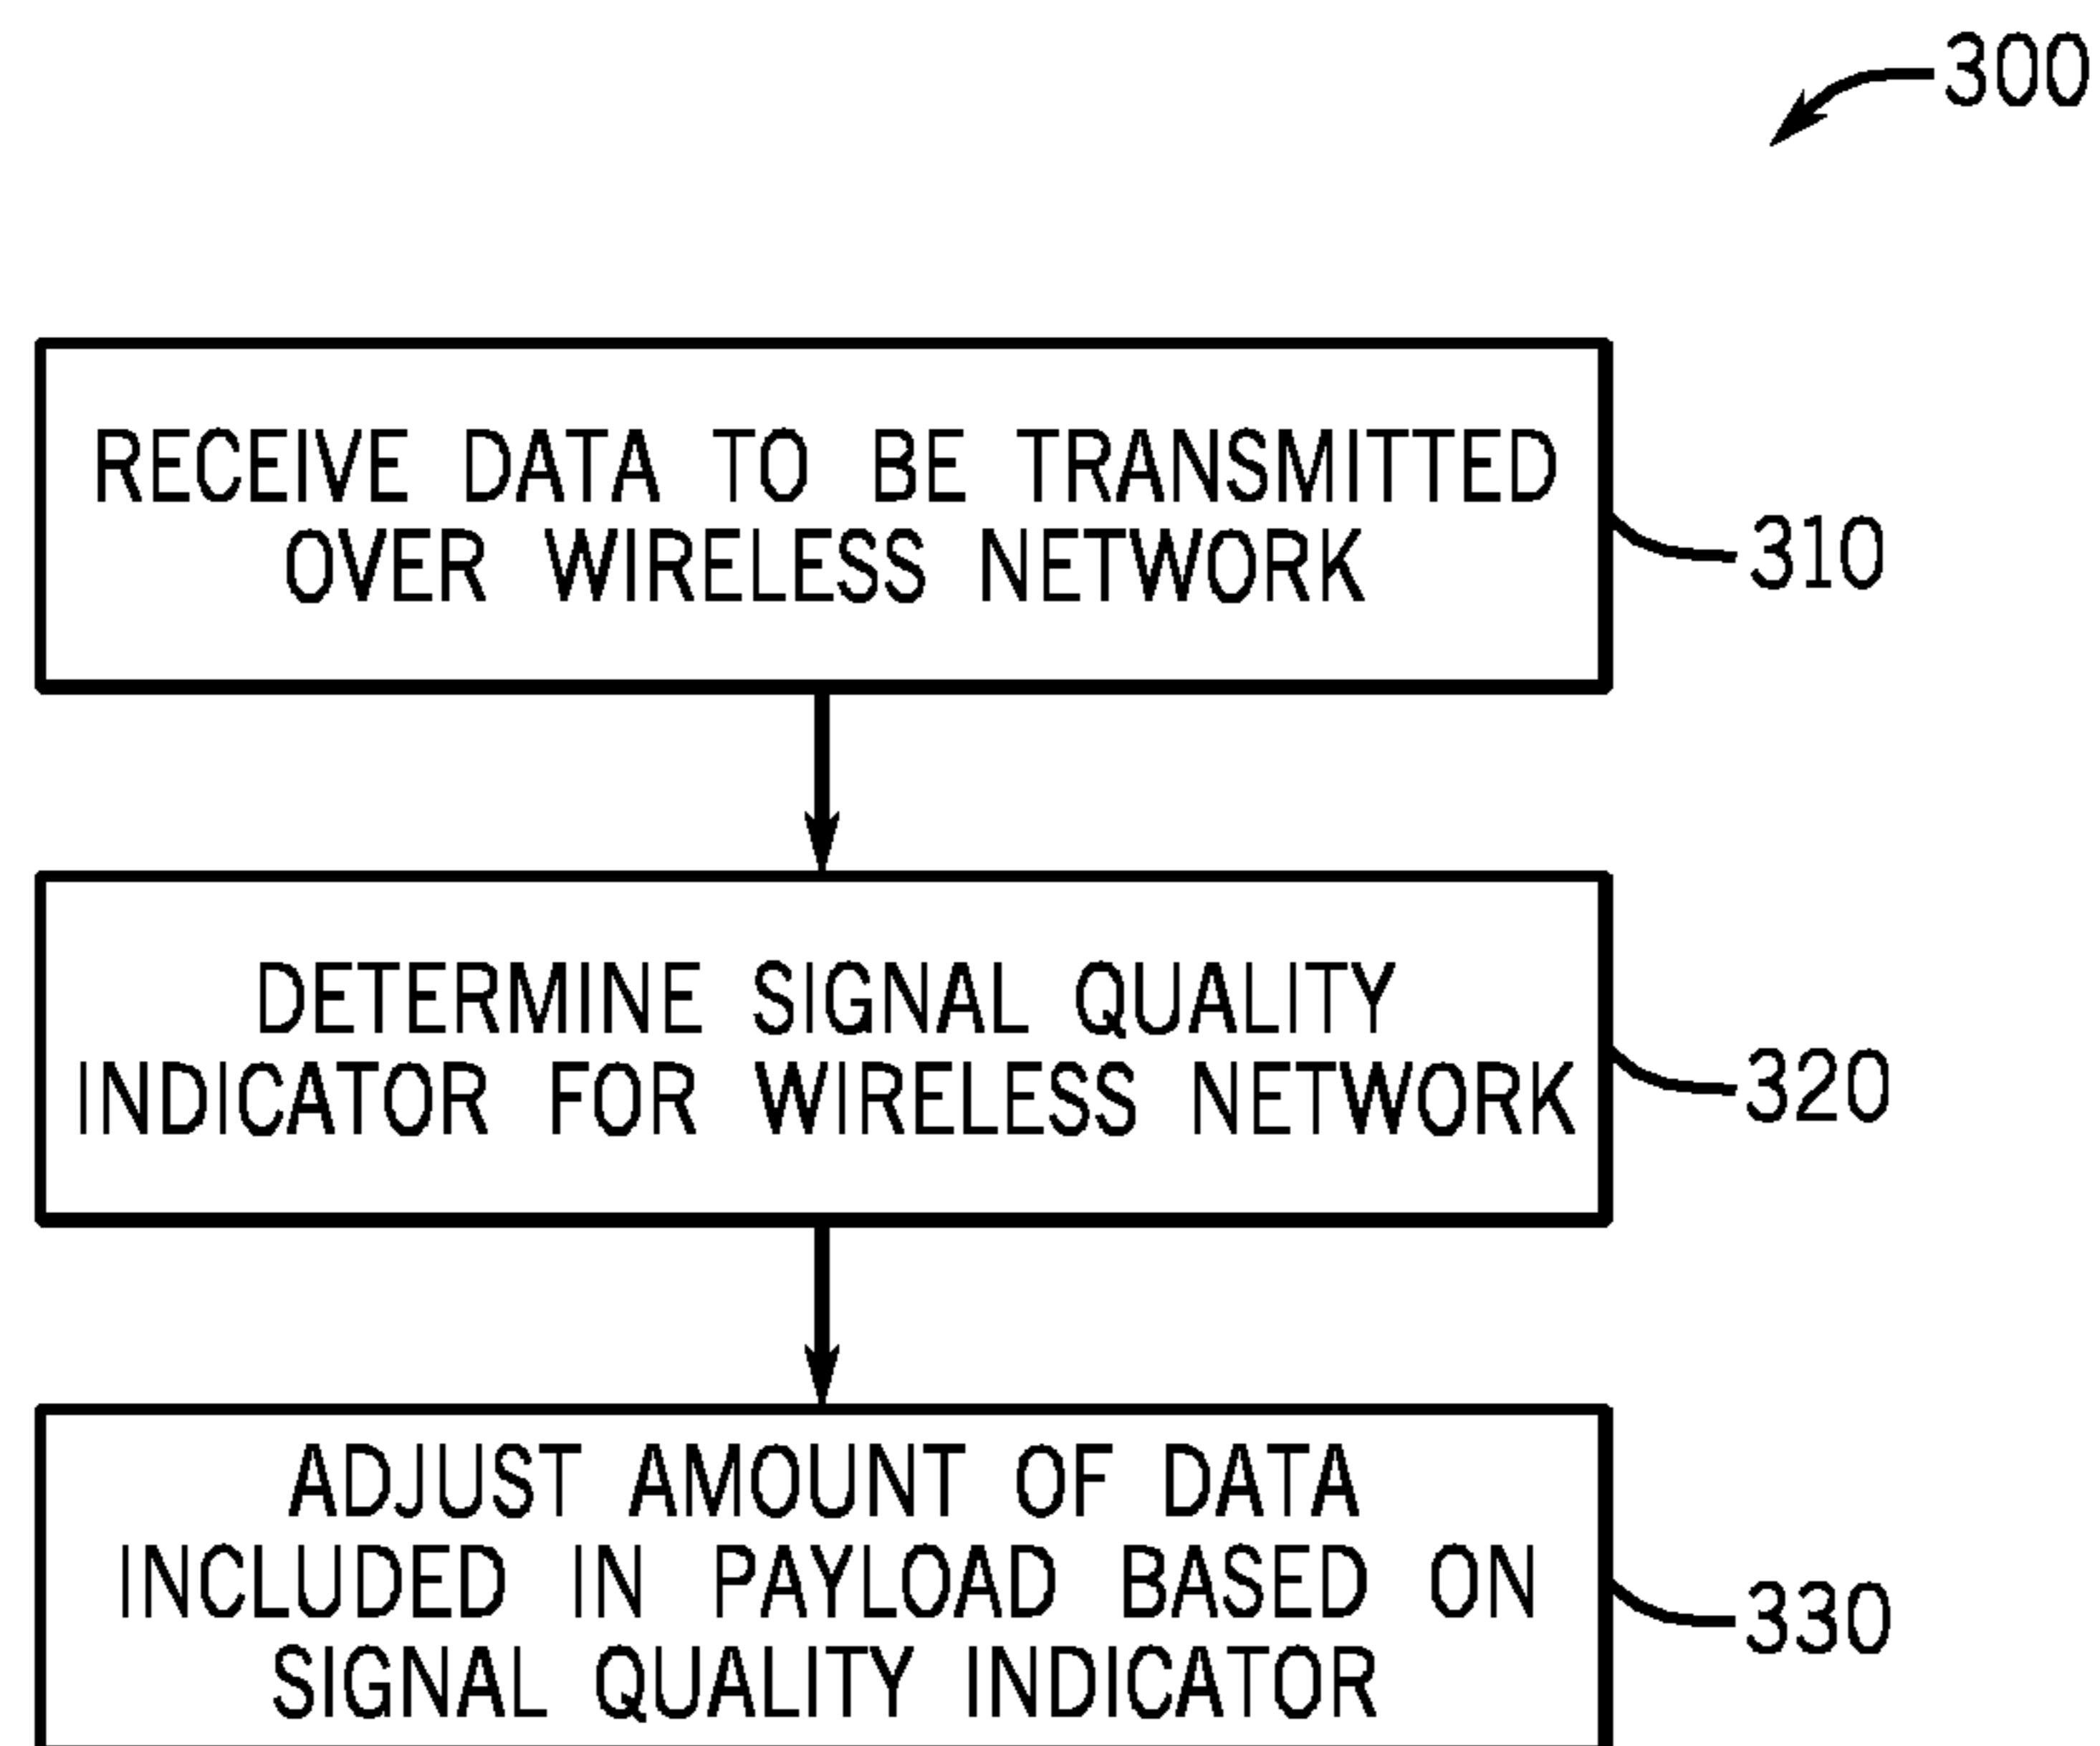 300
RECEIVE DATA TO BE TRANSMITTED
OVER WIRELESS NETWORK
310
DETERMINE SIGNAL QUALITY
INDICATOR FOR WIRELESS NETWORK
320
ADJUST AMOUNT OF DATA
INCLUDED IN PAYLOAD BASED ON
SIGNAL QUALITY INDICATOR
330